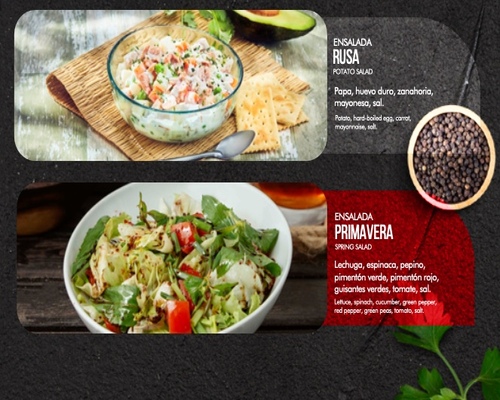 ENSALADA
RUSA
POTATO SALAD
Papa, huevo duro, zanahoria,
mayonesa, sal.
Potato, hard-boiled egg, carrot,
mayonnaise, salt.
ENSALADA
PRIMAVERA
SPRING SALAD
Lechuga, espinaca, pepino,
pimentón verde, pimentón rojo,
guisantes verdes, tomate, sal.
Lettuce, spinach, cucumber, green pepper,
red pepper, green peas, tomato, salt.